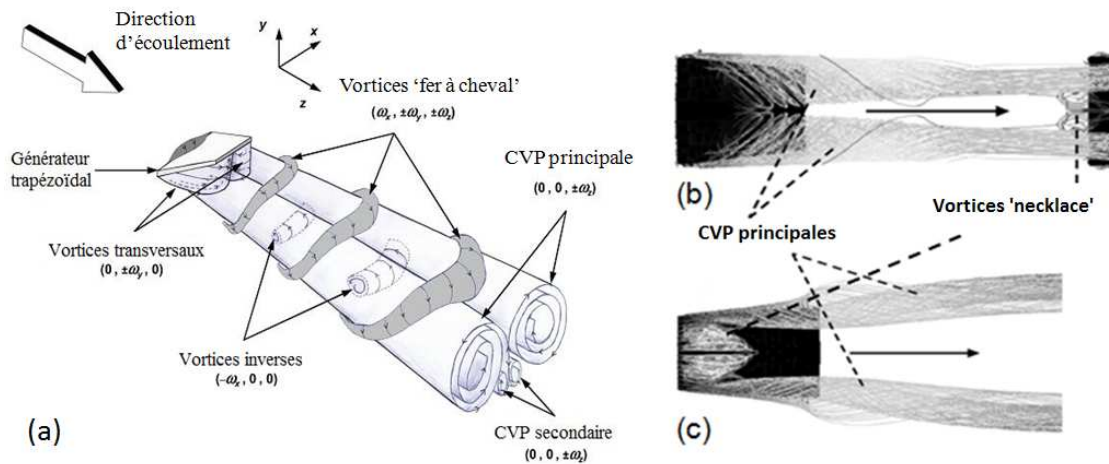 Direction
d'écoulement
y
x
z
Vortices 'fer à cheval'
(ωx, ±ωy, ±ωz)
Générateur
trapézoïdal
CVP principale
(0, 0, ±ωz)
Vortices transversaux
(0, ±ωy, 0)
Vortices inverses
(-ωx, 0, 0)
CVP secondaire
(0, 0, ±ωz)
(a)
(b)
Vortices 'necklace'
CVP principales
(c)